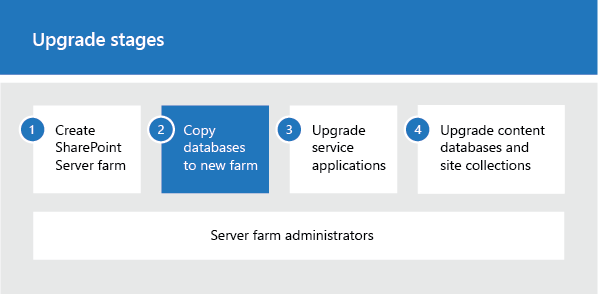 Upgrade stages
1
Create
SharePoint
Server farm
2
Copy
databases
to new farm
3
Upgrade
service
applications
4
Upgrade content
databases and
site collections
Server farm administrators